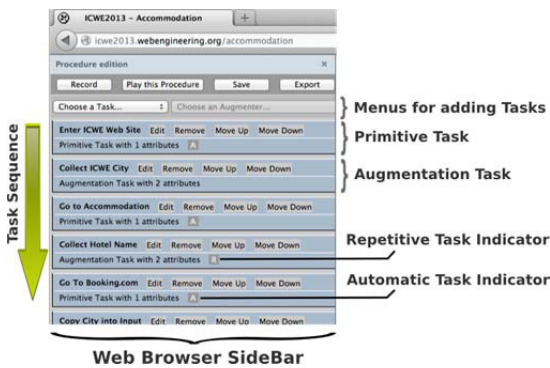 ICWE2013 – Accommodation
icwe2013.webengineering.org/accommodation
Procedure edition ×
Record Play this Procedure Save Export
Choose a Task... Choose an Augmenter...
Menus for adding Tasks
Enter ICWE Web Site Edit Remove Move Up Move Down
Primitive Task with 1 attributes A
Primitive Task
Collect ICWE City Edit Remove Move Up Move Down
Augmentation Task with 2 attributes
Augmentation Task
Go to Accommodation Edit Remove Move Up Move Down
Primitive Task with 1 attributes A
Collect Hotel Name Edit Remove Move Up Move Down
Augmentation Task with 2 attributes
Repetitive Task Indicator
Go To Booking.com Edit Remove Move Up Move Down
Primitive Task with 1 attributes A
Automatic Task Indicator
Copy City into Input Edit Remove Move Up Move Down
Task Sequence
Web Browser SideBar